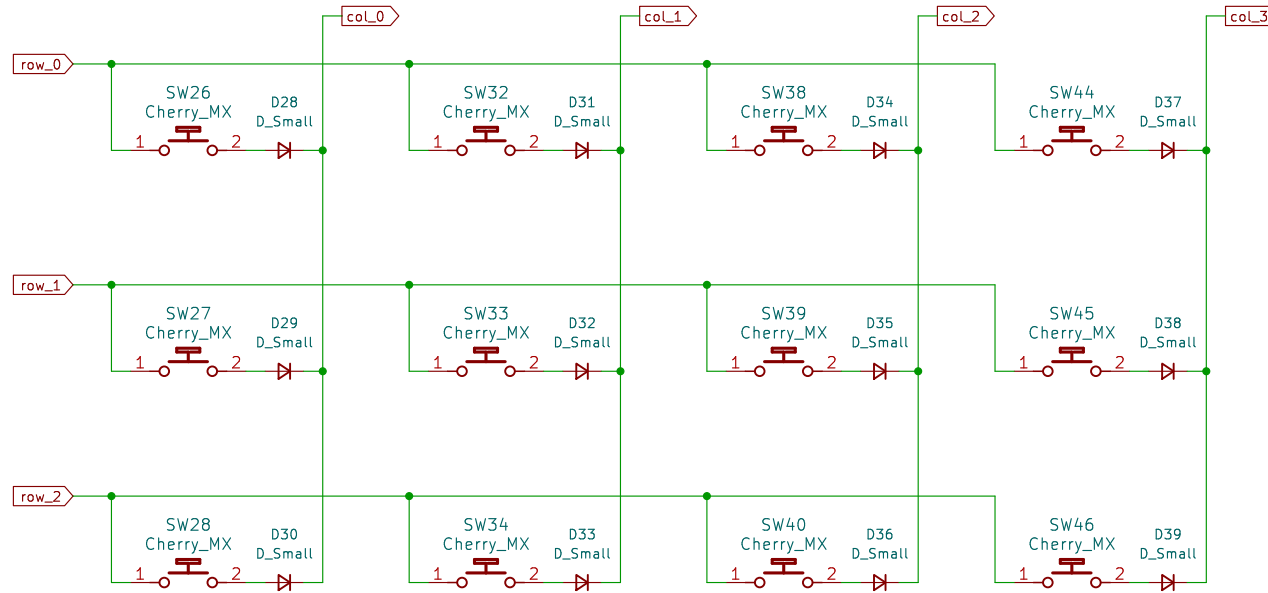 col_0
col_1
col_2
col_3
row_0
SW26
Cherry_MX
1 2
D28
D_Small
SW32
Cherry_MX
1 2
D31
D_Small
SW38
Cherry_MX
1 2
D34
D_Small
SW44
Cherry_MX
1 2
D37
D_Small
row_1
SW27
Cherry_MX
1 2
D29
D_Small
SW33
Cherry_MX
1 2
D32
D_Small
SW39
Cherry_MX
1 2
D35
D_Small
SW45
Cherry_MX
1 2
D38
D_Small
row_2
SW28
Cherry_MX
1 2
D30
D_Small
SW34
Cherry_MX
1 2
D33
D_Small
SW40
Cherry_MX
1 2
D36
D_Small
SW46
Cherry_MX
1 2
D39
D_Small